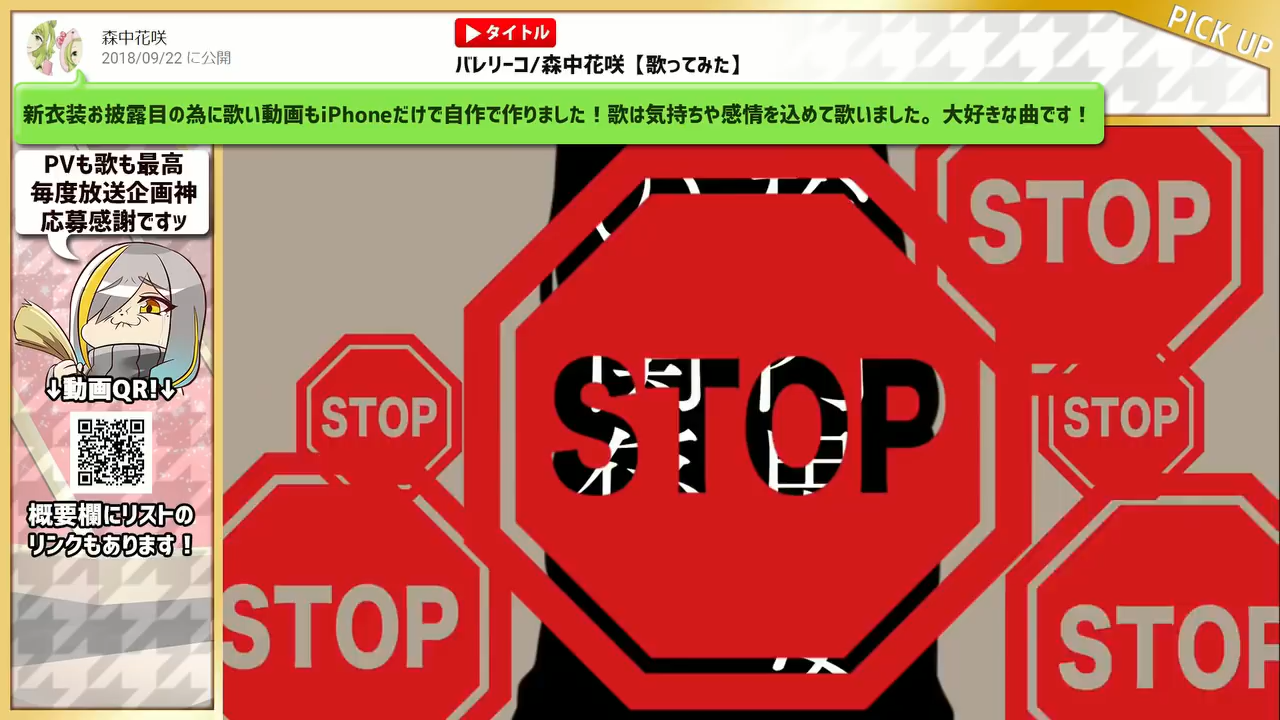 森中花咲
2018/09/22 に公開
タイトル
バレリーコ/森中花咲【歌ってみた】
PICK UP
新衣装お披露目の為に歌い動画もiPhoneだけで自作で作りました！歌は気持ちや感情を込めて歌いました。大好きな曲です！
PVも歌も最高
毎度放送企画神
応募感謝ですッ
↓動画QR!↓
概要欄にリストの
リンクもあります！
STOP
STOP
STOP
STOP
STOP
STOP